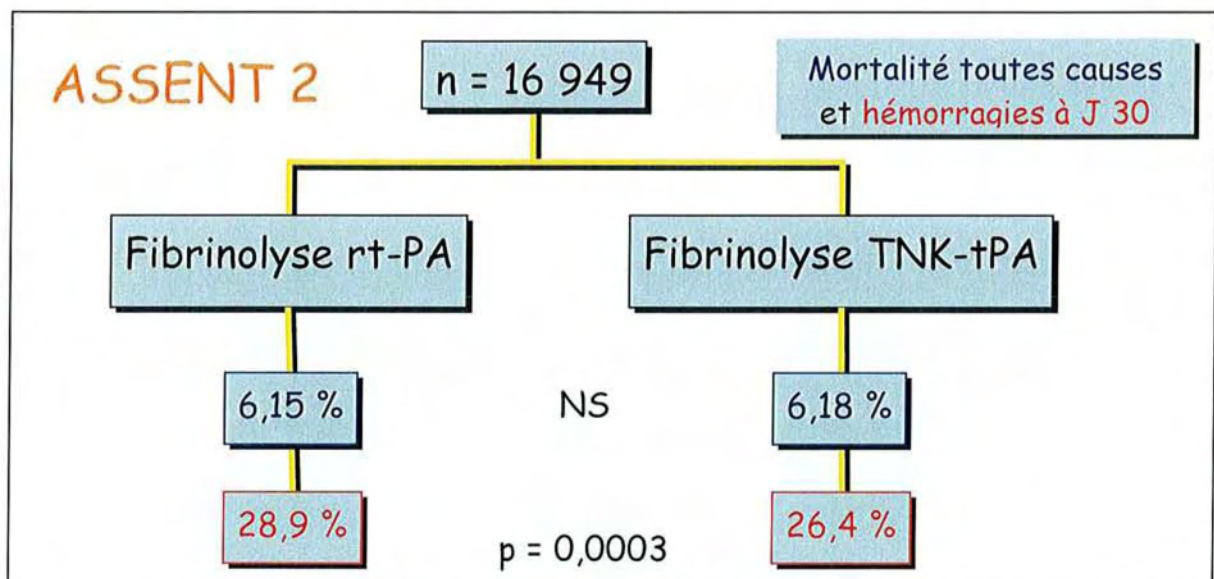 ASSENT 2
n = 16 949
Mortalité toutes causes
et hémorragies à J 30
Fibrinolyse rt-PA
Fibrinolyse TNK-tPA
6,15 %
NS
6,18 %
28,9 %
p = 0,0003
26,4 %